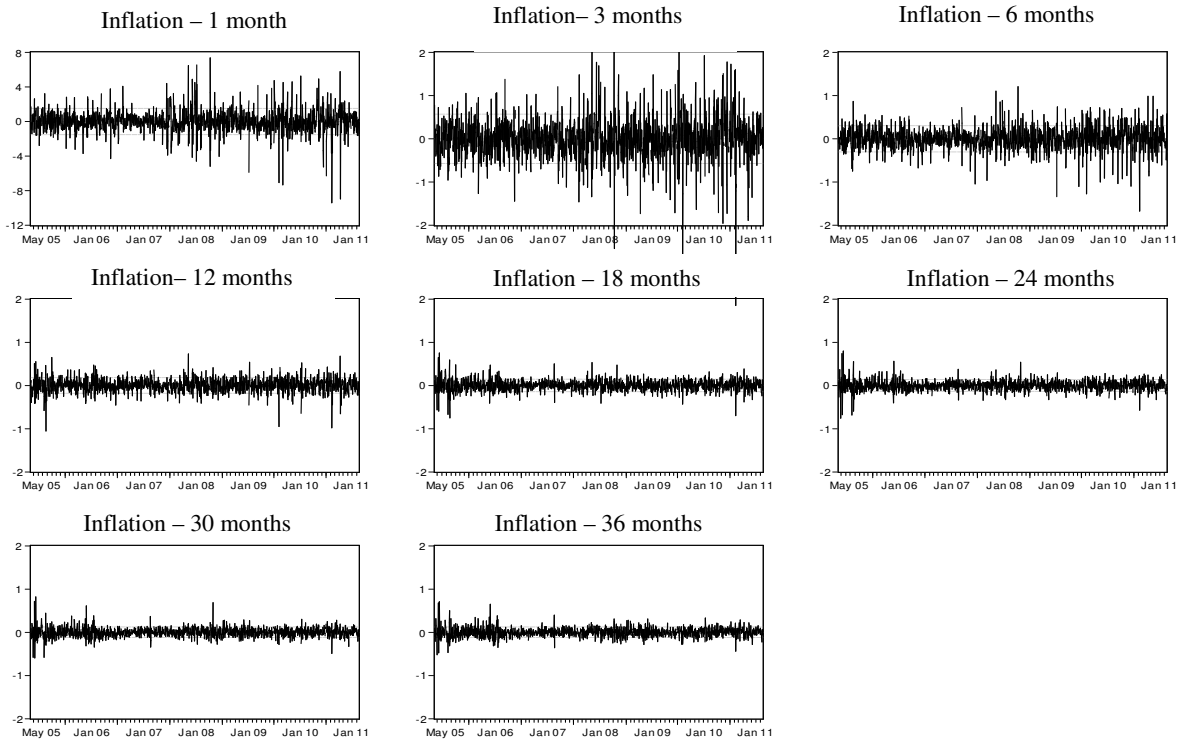 Inflation – 1 month
Inflation– 3 months
Inflation – 6 months
8
4
0
-4
-8
-12
May 05 Jan 06 Jan 07 Jan 08 Jan 09 Jan 10 Jan 11
2
1
0
-1
-2
May 05 Jan 06 Jan 07 Jan 08 Jan 09 Jan 10 Jan 11
2
1
0
-1
-2
May 05 Jan 06 Jan 07 Jan 08 Jan 09 Jan 10 Jan 11
Inflation– 12 months
Inflation – 18 months
Inflation – 24 months
2
1
0
-1
-2
May 05 Jan 06 Jan 07 Jan 08 Jan 09 Jan 10 Jan 11
2
1
0
-1
-2
May 05 Jan 06 Jan 07 Jan 08 Jan 09 Jan 10 Jan 11
2
1
0
-1
-2
May 05 Jan 06 Jan 07 Jan 08 Jan 09 Jan 10 Jan 11
Inflation – 30 months
Inflation – 36 months
2
1
0
-1
-2
May 05 Jan 06 Jan 07 Jan 08 Jan 09 Jan 10 Jan 11
2
1
0
-1
-2
May 05 Jan 06 Jan 07 Jan 08 Jan 09 Jan 10 Jan 11